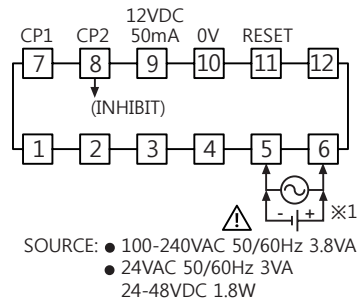 12VDC
CP1 CP2 50mA 0V RESET
7 8 9 10 11 12
(INHIBIT)
1 2 3 4 5 6
- + ※1
SOURCE: ● 100-240VAC 50/60Hz 3.8VA
● 24VAC 50/60Hz 3VA
24-48VDC 1.8W